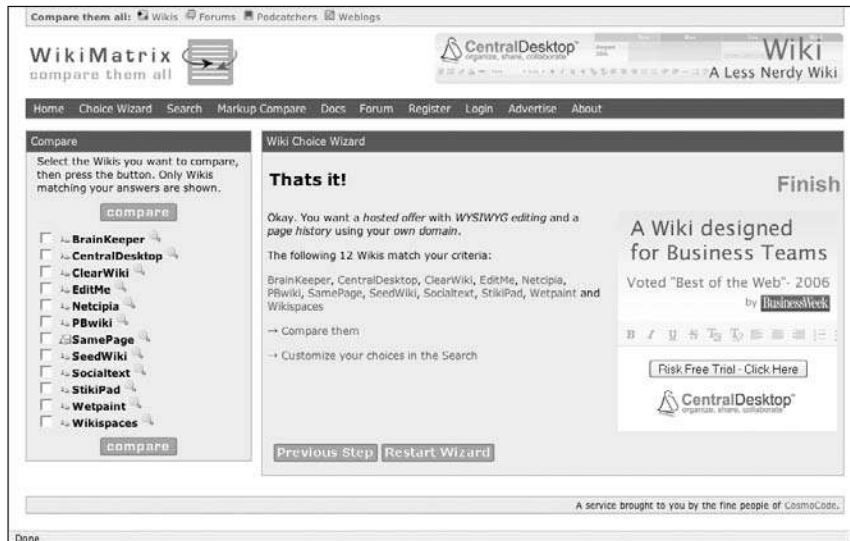 Compare them all: Wikis Forums Podcatchers Weblogs
WikiMatrix
compare them all
CentralDesktop
organize, share, collaborate
Wiki
A Less Nerdy Wiki
Home Choice Wizard Search Markup Compare Docs Forum Register Login Advertise About
Compare
Select the Wikis you want to compare,
then press the button. Only Wikis
matching your answers are shown.
compare
BrainKeeper
CentralDesktop
ClearWiki
EditMe
Netcipia
PBwiki
SamePage
SeedWiki
Socialtext
StikiPad
Wetpaint
Wikispaces
compare
Wiki Choice Wizard
Thats it!
Finish
Okay. You want a hosted offer with WYSIWYG editing and a
page history using your own domain.
The following 12 Wikis match your criteria:
BrainKeeper, CentralDesktop, ClearWiki, EditMe, Netcipia,
PBwiki, SamePage, SeedWiki, Socialtext, StikiPad, Wetpaint and
Wikispaces
→ Compare them
→ Customize your choices in the Search
A Wiki designed
for Business Teams
Voted "Best of the Web"- 2006
by BusinessWeek
B I U S
Risk Free Trial - Click Here
CentralDesktop
organize, share, collaborate
Previous Step Restart Wizard
A service brought to you by the fine people of CosmoCode.
Done